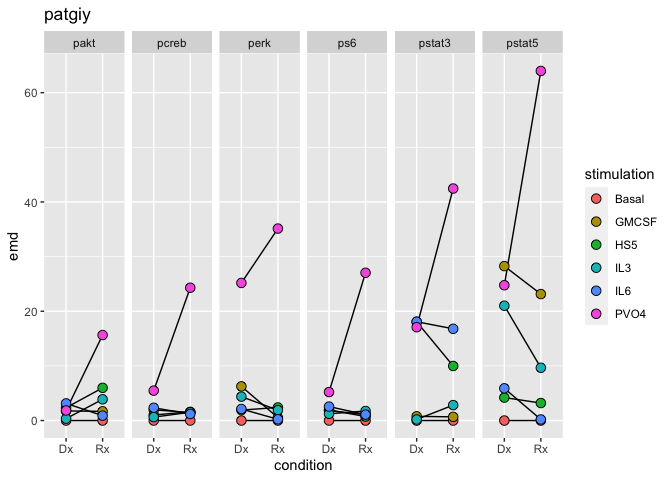 patgiy
pakt pcreb perk ps6 pstat3 pstat5
60
40
20
0
emd
Dx Rx Dx Rx Dx Rx Dx Rx Dx Rx Dx Rx
condition
stimulation
Basal
GMCSF
HS5
IL3
IL6
PVO4